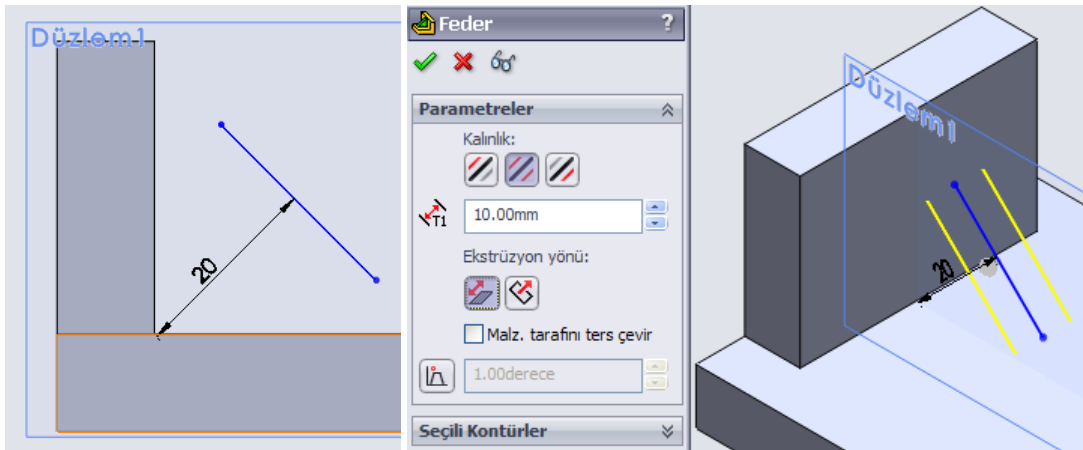 Düzlem1
20
Feder
?
Parametreler
Kalınlık:
T1
10.00mm
Ekstrüzyon yönü:
Malz. tarafını ters çevir
1.00derece
Seçili Kontürler
Düzlem1
20